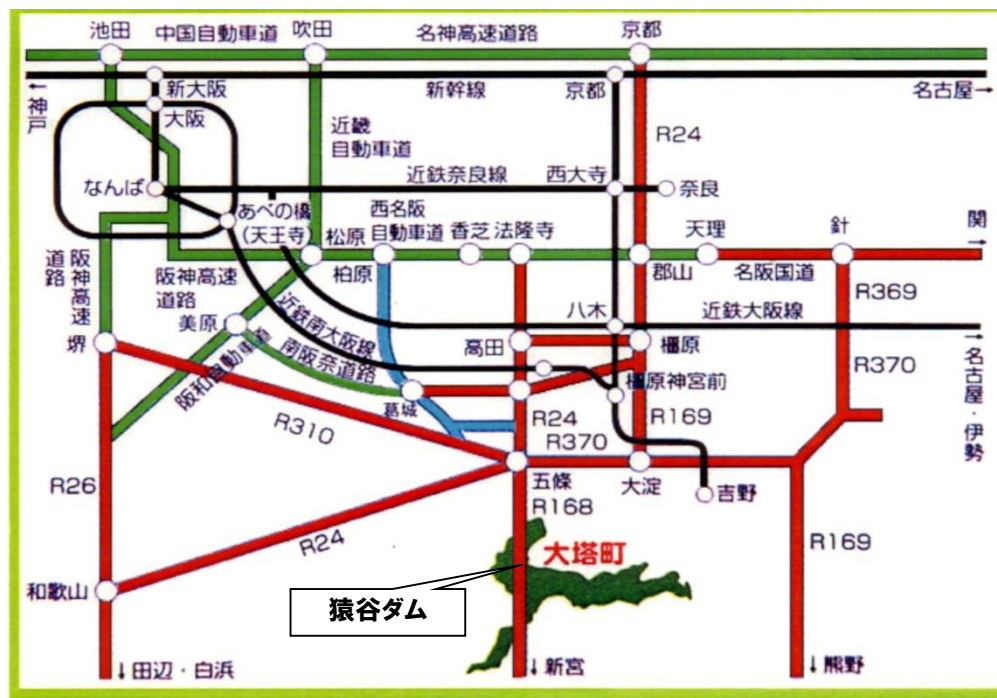 池田
中国自動車道
吹田
名神高速道路
京都
←神戸
新大阪
新幹線
京都
名古屋→
大阪
近畿
自動車道
R24
なんば
近鉄奈良線
西大寺
奈良
あべの橋
(天王寺)
松原
西名阪
自動車道
香芝
法隆寺
天理
針
関
阪神高速
道路
阪神高速
道路
柏原
郡山
名阪国道
R369
美原
近鉄南大阪線
八木
近鉄大阪線
堺
南阪奈道路
高田
橿原
R370
→名古屋・伊勢
阪和自動車道
葛城
橿原神宮前
R310
R24
R169
R370
R26
五條
大淀
吉野
R168
R24
R169
大塔町
和歌山
猿谷ダム
↓田辺・白浜
↓新宮
↓熊野